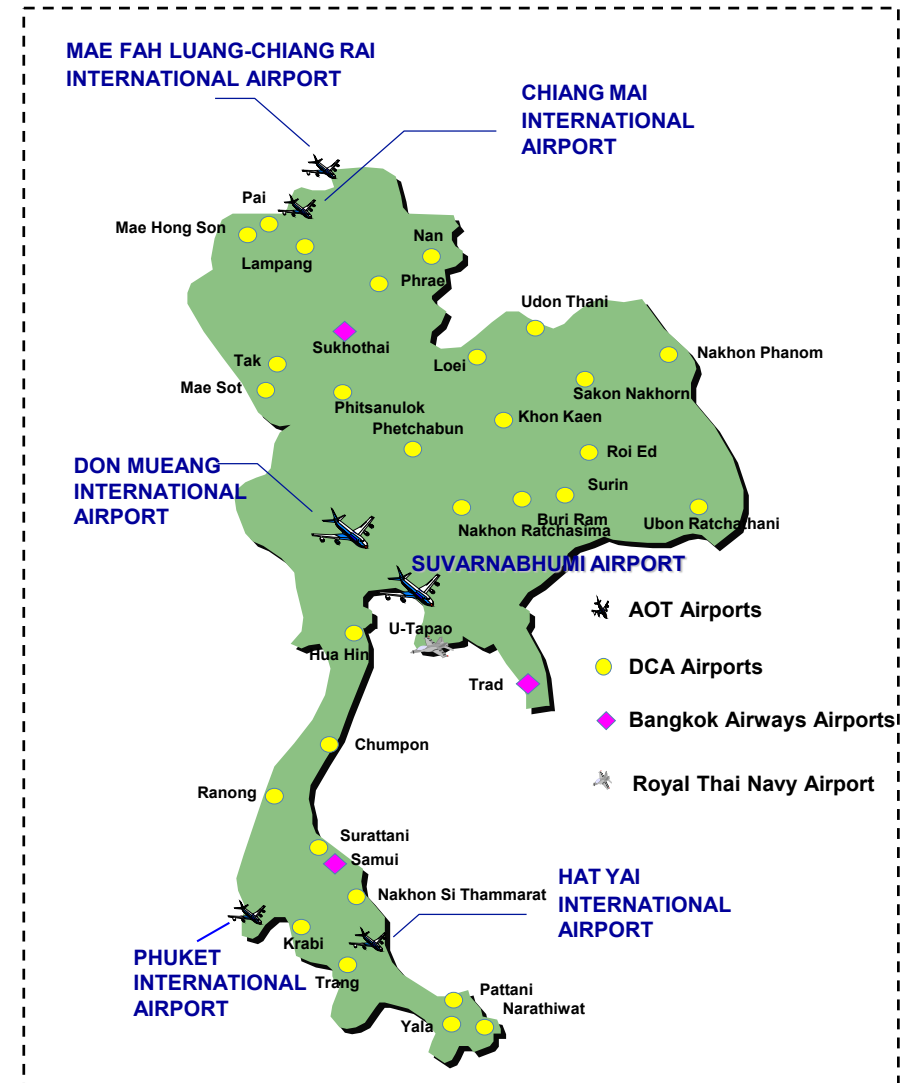 MAE FAH LUANG-CHIANG RAI
INTERNATIONAL AIRPORT
CHIANG MAI
INTERNATIONAL
AIRPORT
Pai
Mae Hong Son
Lampang
Nan
Phrae
Udon Thani
Sukhothai
Loei
Nakhon Phanom
Tak
Mae Sot
Sakon Nakhorn
Phitsanulok
Khon Kaen
Phetchabun
Roi Ed
DON MUEANG
INTERNATIONAL
AIRPORT
Surin
Buri Ram
Nakhon Ratchasima
Ubon Ratchathani
SUVARNABHUMI AIRPORT
U-Tapao
Hua Hin
Trad
AOT Airports
DCA Airports
Bangkok Airways Airports
Royal Thai Navy Airport
Chumpon
Ranong
Surattani
Samui
Nakhon Si Thammarat
HAT YAI
INTERNATIONAL
AIRPORT
Krabi
PHUKET
INTERNATIONAL
AIRPORT
Trang
Pattani
Narathiwat
Yala